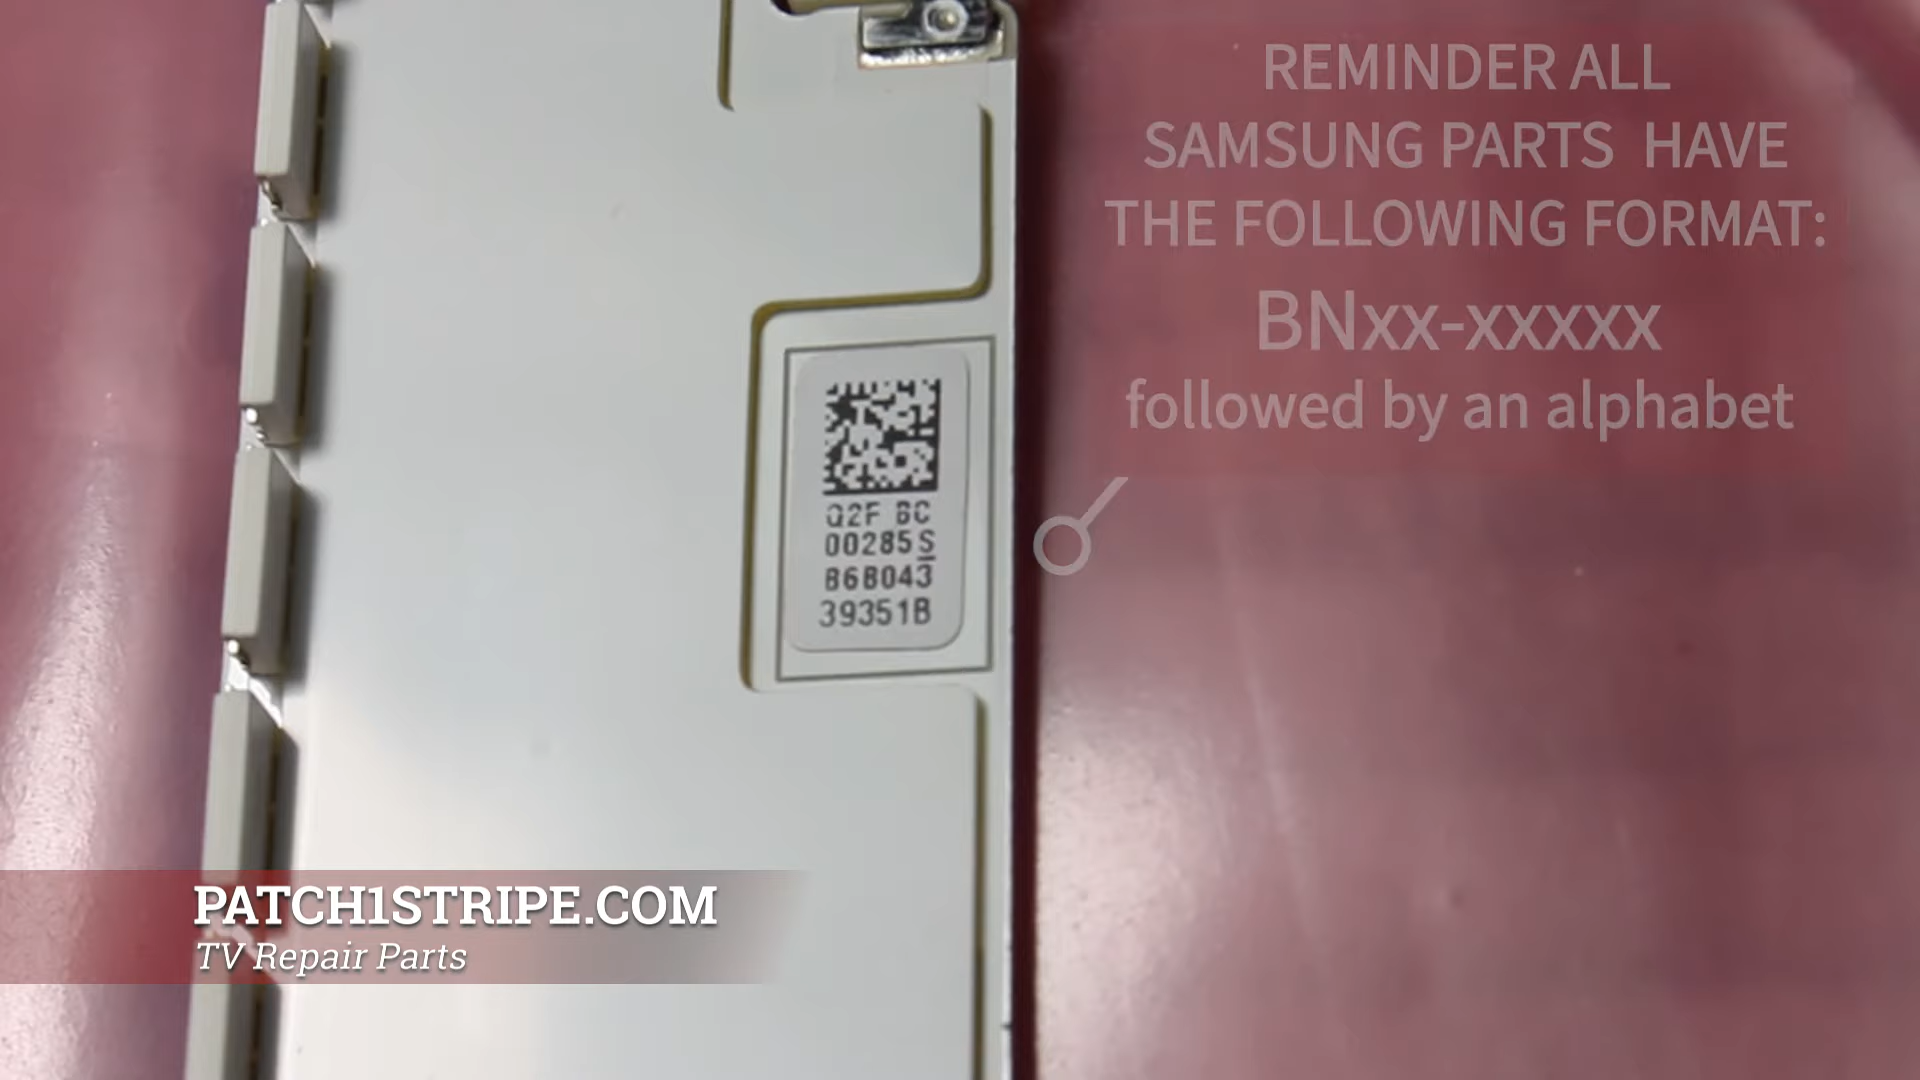 REMINDER ALL
SAMSUNG PARTS HAVE
THE FOLLOWING FORMAT:
BNxx-xxxxx
followed by an alphabet
Q2F BC
00285S
B6B043
39351B
PATCH1STRIPE.COM
TV Repair Parts